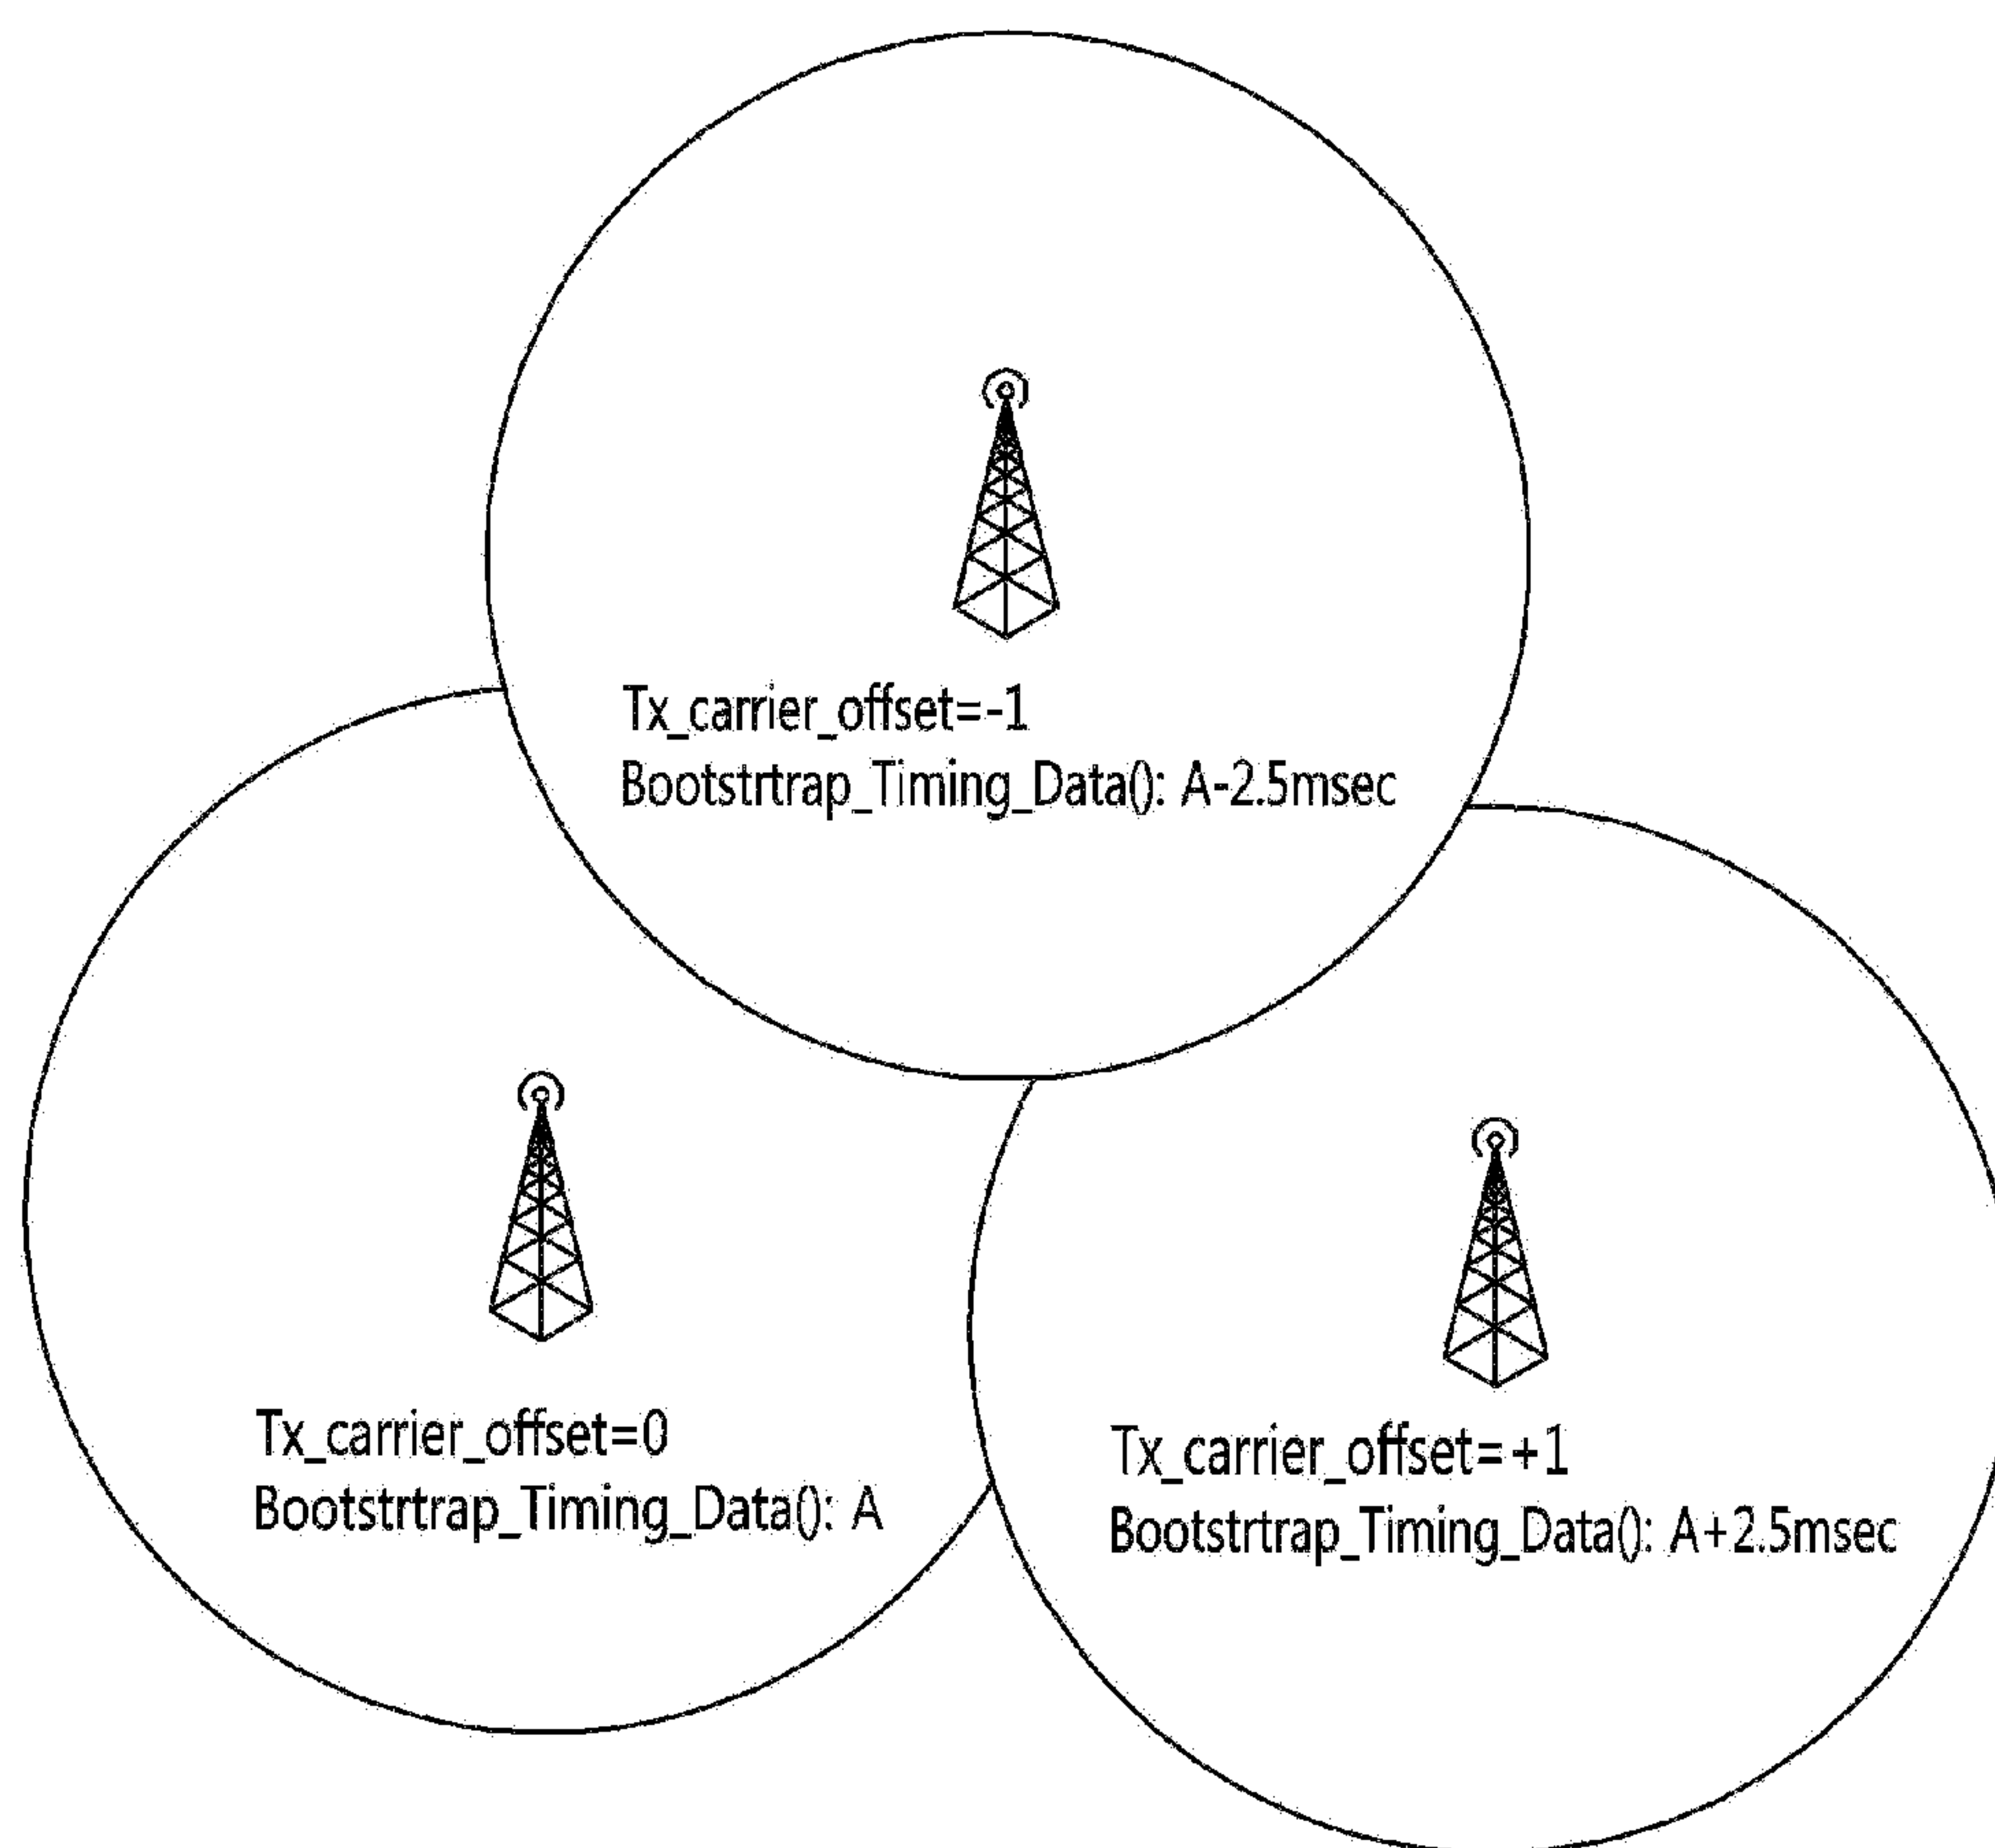 Tx_carrier_offset=-1
Bootstrtrap_Timing_Data(): A-2.5msec
Tx_carrier_offset=0
Bootstrtrap_Timing_Data(): A
Tx_carrier_offset=+1
Bootstrtrap_Timing_Data(): A+2.5msec